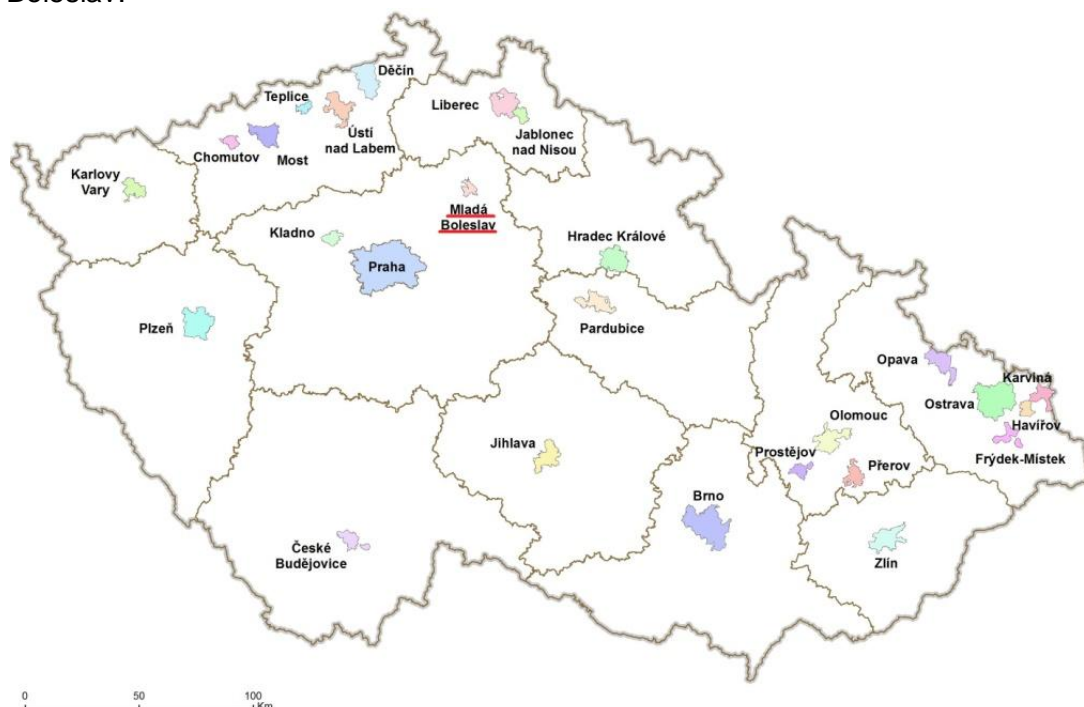 Boleslav.
Děčín
Teplice
Liberec
Ústí
nad Labem
Jablonec
nad Nisou
Chomutov
Most
Karlovy
Vary
Mladá
Boleslav
Kladno
Hradec Králové
Praha
Plzeň
Pardubice
Opava
Karviná
Ostrava
Olomouc
Havířov
Jihlava
Prostějov
Přerov
Frýdek-Místek
Brno
České
Budějovice
Zlín
0 50 100
Km